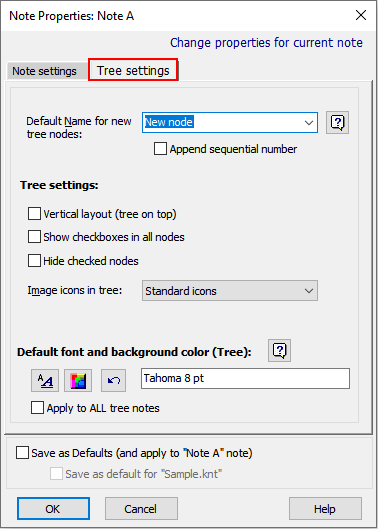 Note Properties: Note A
Change properties for current note
Note settings
Tree settings
Default Name for new
tree nodes:
New node
Append sequential number
Tree settings:
Vertical layout (tree on top)
Show checkboxes in all nodes
Hide checked nodes
Image icons in tree:
Standard icons
Default font and background color (Tree):
AA
Tahoma 8 pt
Apply to ALL tree notes
Save as Defaults (and apply to "Note A" note)
Save as default for "Sample.knt"
OK
Cancel
Help